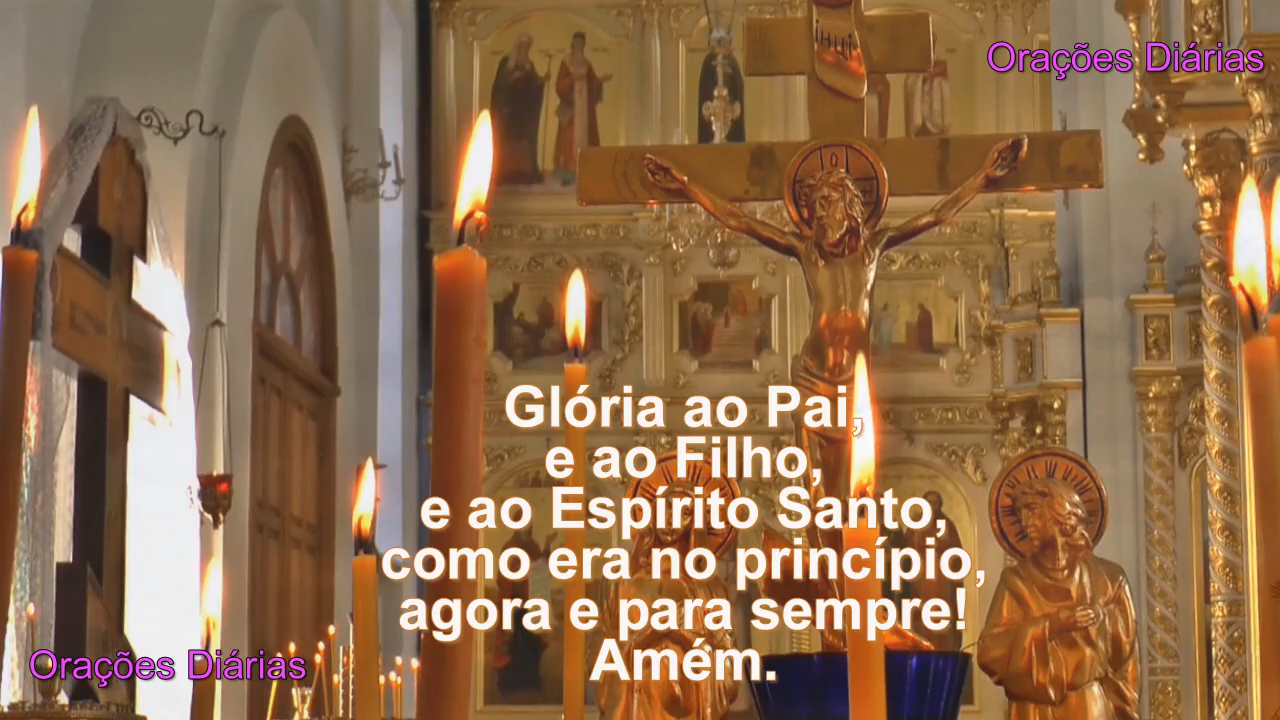 Orações Diárias
Glória ao Pai,
e ao Filho,
e ao Espírito Santo,
como era no princípio,
agora e para sempre!
Amém.
Orações Diárias